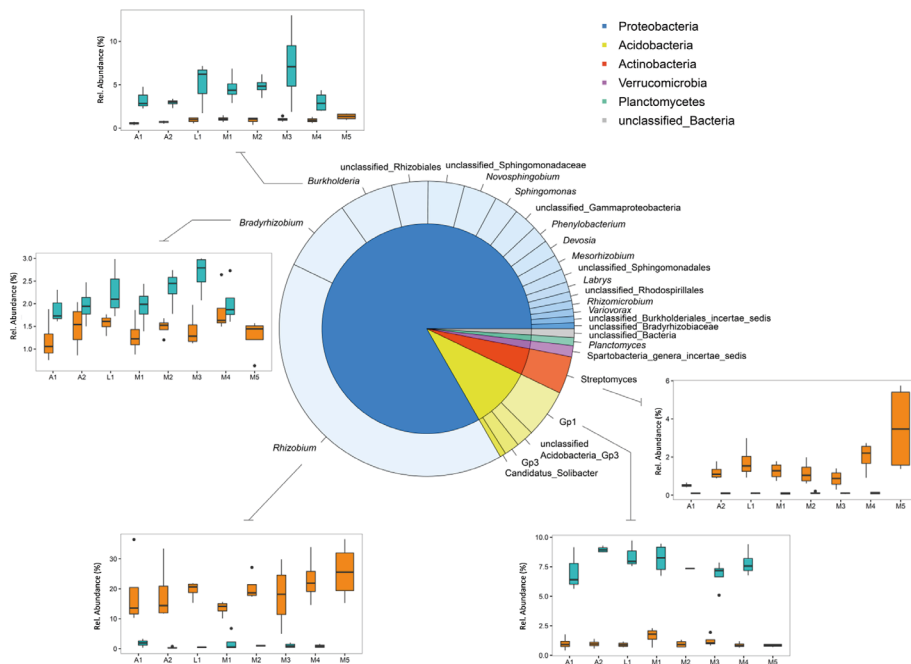 Proteobacteria
Acidobacteria
Actinobacteria
Verrucomicrobia
Planctomycetes
unclassified_Bacteria
Rel. Abundance (%)
10
5
0
A1 A2 L1 M1 M2 M3 M4 M5
unclassified_Rhizobiales
unclassified_Sphingomonadaceae
Burkholderia
Novosphingobium
Sphingomonas
unclassified_Gammaproteobacteria
Bradyrhizobium
Phenylobacterium
Devosia
Mesorhizobium
unclassified_Sphingomonadales
Labrys
unclassified_Rhodospirillales
Rhizomicrobium
Variovorax
unclassified_Burkholderiales_incertae_sedis
unclassified_Bradyrhizobiaceae
unclassified_Bacteria
Planctomyces
Spartobacteria_genera_incertae_sedis
Streptomyces
Gp1
unclassified
Acidobacteria_Gp3
Gp3
Candidatus_Solibacter
Rhizobium
Rel. Abundance (%)
3.0
2.5
2.0
1.5
1.0
A1 A2 L1 M1 M2 M3 M4 M5
Rel. Abundance (%)
6
4
2
0
A1 A2 L1 M1 M2 M3 M4 M5
Rel. Abundance (%)
30
20
10
0
A1 A2 L1 M1 M2 M3 M4 M5
Rel. Abundance (%)
10.0
7.5
5.0
2.5
0.0
A1 A2 L1 M1 M2 M3 M4 M5